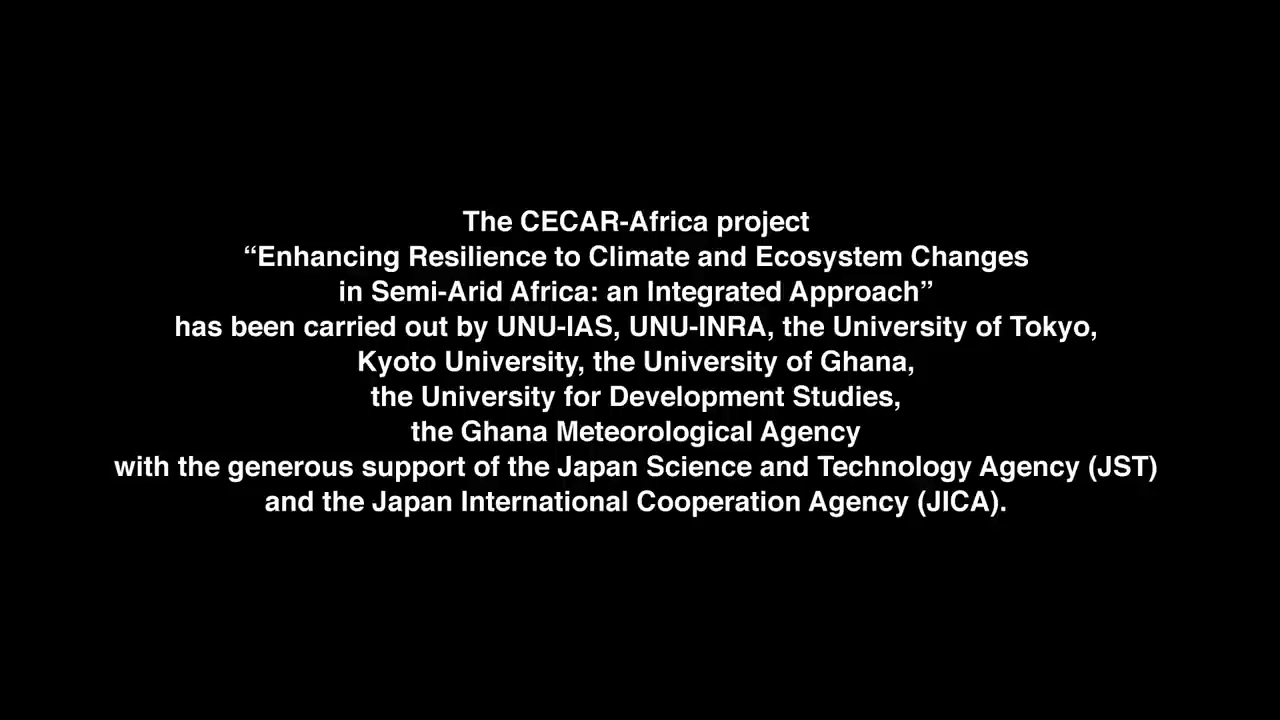 The CECAR-Africa project
“Enhancing Resilience to Climate and Ecosystem Changes
in Semi-Arid Africa: an Integrated Approach”
has been carried out by UNU-IAS, UNU-INRA, the University of Tokyo,
Kyoto University, the University of Ghana,
the University for Development Studies,
the Ghana Meteorological Agency
with the generous support of the Japan Science and Technology Agency (JST)
and the Japan International Cooperation Agency (JICA).